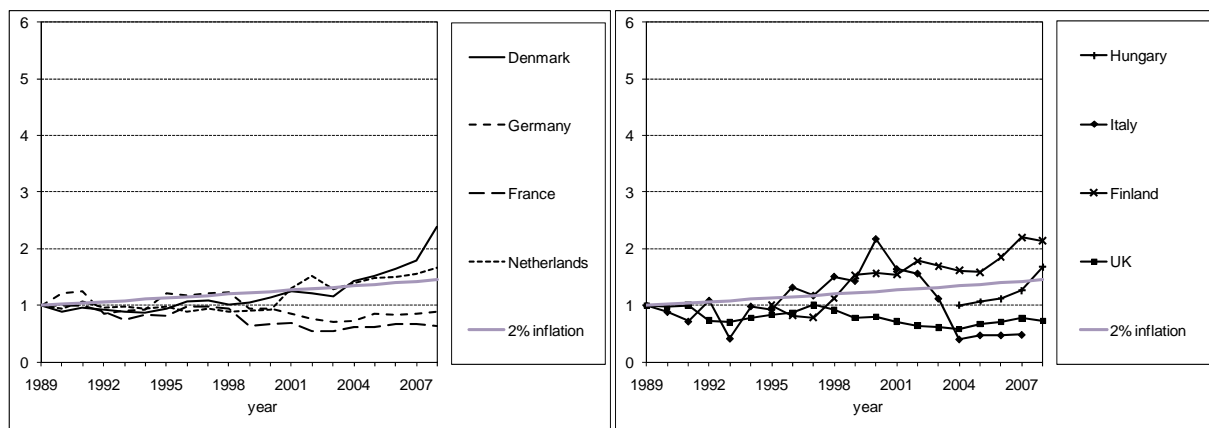 6
5
4
3
2
1
0
1989 1992 1995 1998 2001 2004 2007
year
Denmark
Germany
France
Netherlands
2% inflation
6
5
4
3
2
1
0
1989 1992 1995 1998 2001 2004 2007
year
Hungary
Italy
Finland
UK
2% inflation